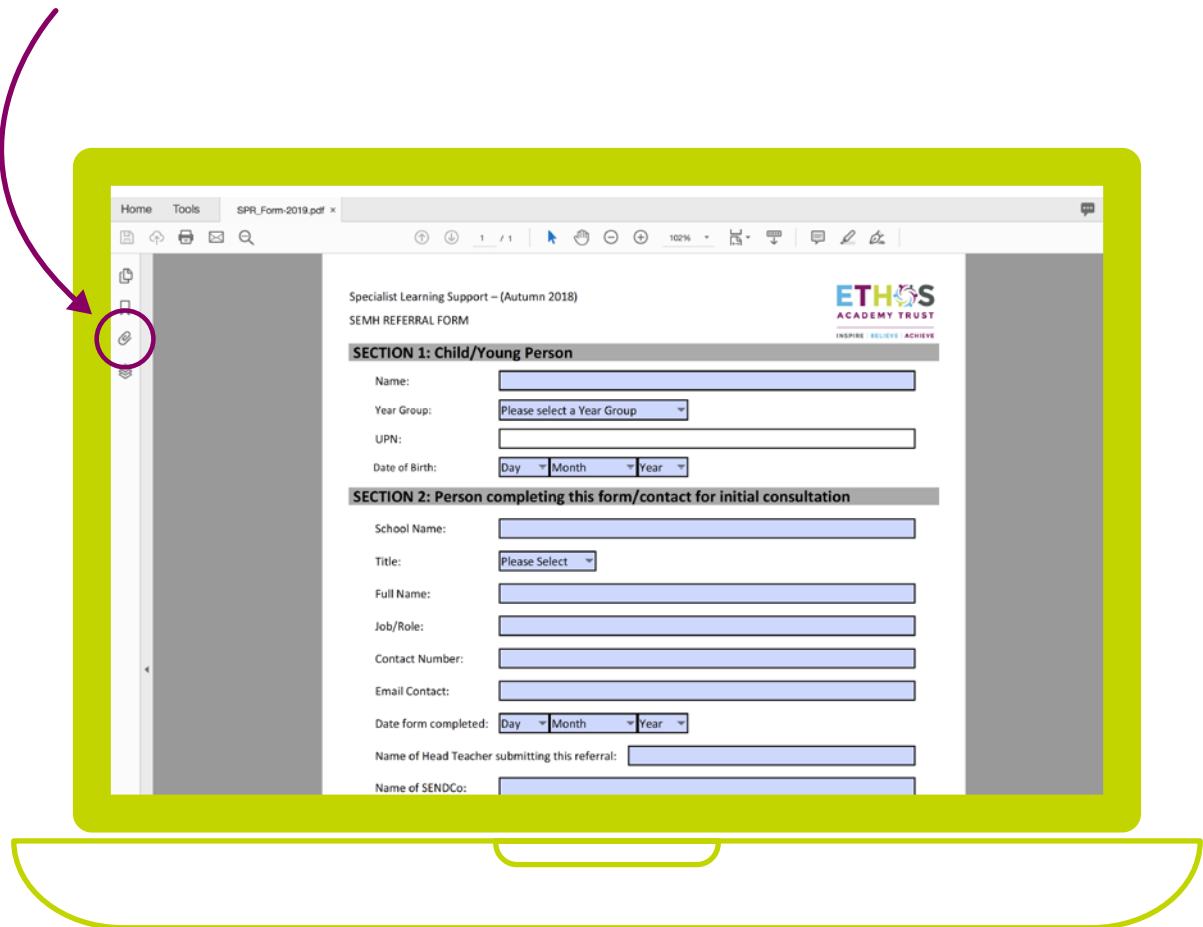 Home Tools SPR_Form-2019.pdf ×
1 / 1 102%
Specialist Learning Support – (Autumn 2018)
SEMH REFERRAL FORM
ETHOS
ACADEMY TRUST
INSPIRE | BELIEVE | ACHIEVE
SECTION 1: Child/Young Person
Name:
Year Group: Please select a Year Group
UPN:
Date of Birth: Day Month Year
SECTION 2: Person completing this form/contact for initial consultation
School Name:
Title: Please Select
Full Name:
Job/Role:
Contact Number:
Email Contact:
Date form completed: Day Month Year
Name of Head Teacher submitting this referral:
Name of SENDCo: